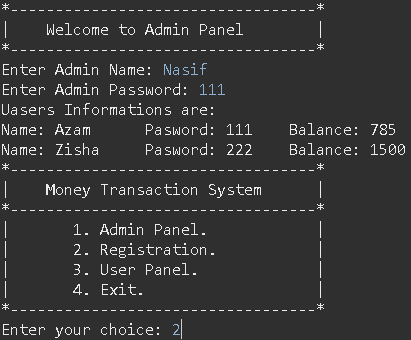 *----------------------------------*
|    Welcome to Admin Panel        |
*----------------------------------*
Enter Admin Name: Nasif
Enter Admin Passward: 111
Uasers Informations are:
Name: Azam      Pasword: 111    Balance: 785
Name: Zisha     Pasword: 222    Balance: 1500
*----------------------------------*
|    Money Transaction System      |
*----------------------------------*
|       1. Admin Panel.            |
|       2. Registration.           |
|       3. User Panel.             |
|       4. Exit.                   |
*----------------------------------*
Enter your choice: 2